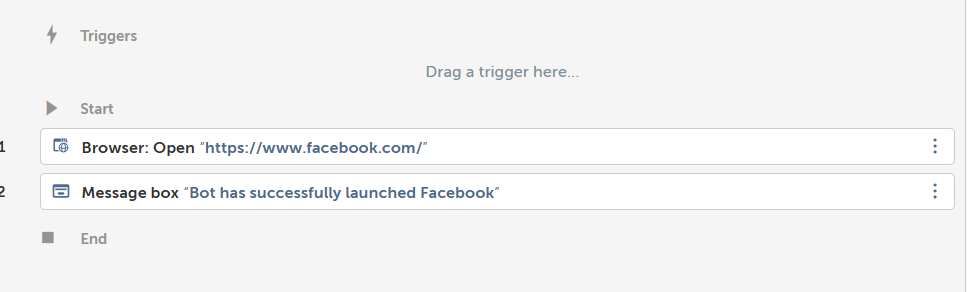 Triggers
Drag a trigger here...
Start
1 Browser: Open “https://www.facebook.com/”
2 Message box “Bot has successfully launched Facebook”
End